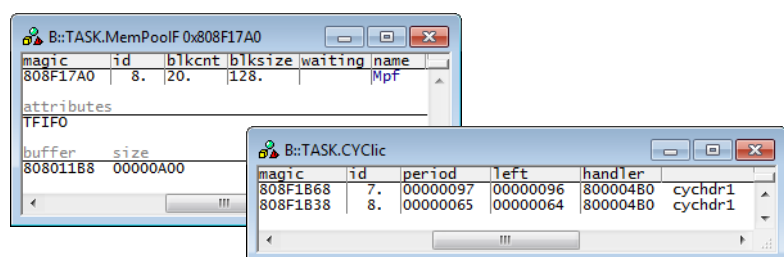 B::TASK.MemPoolF 0x808F17A0
magic id blkcnt blksize waiting name
808F17A0 8. 20. 128. Mpf
attributes
TFIFO
buffer size
808011B8 00000A00
B::TASK.CYClic
magic id period left handler
808F1B68 7. 00000097 00000096 800004B0 cychdr1
808F1B38 8. 00000065 00000064 800004B0 cychdr1